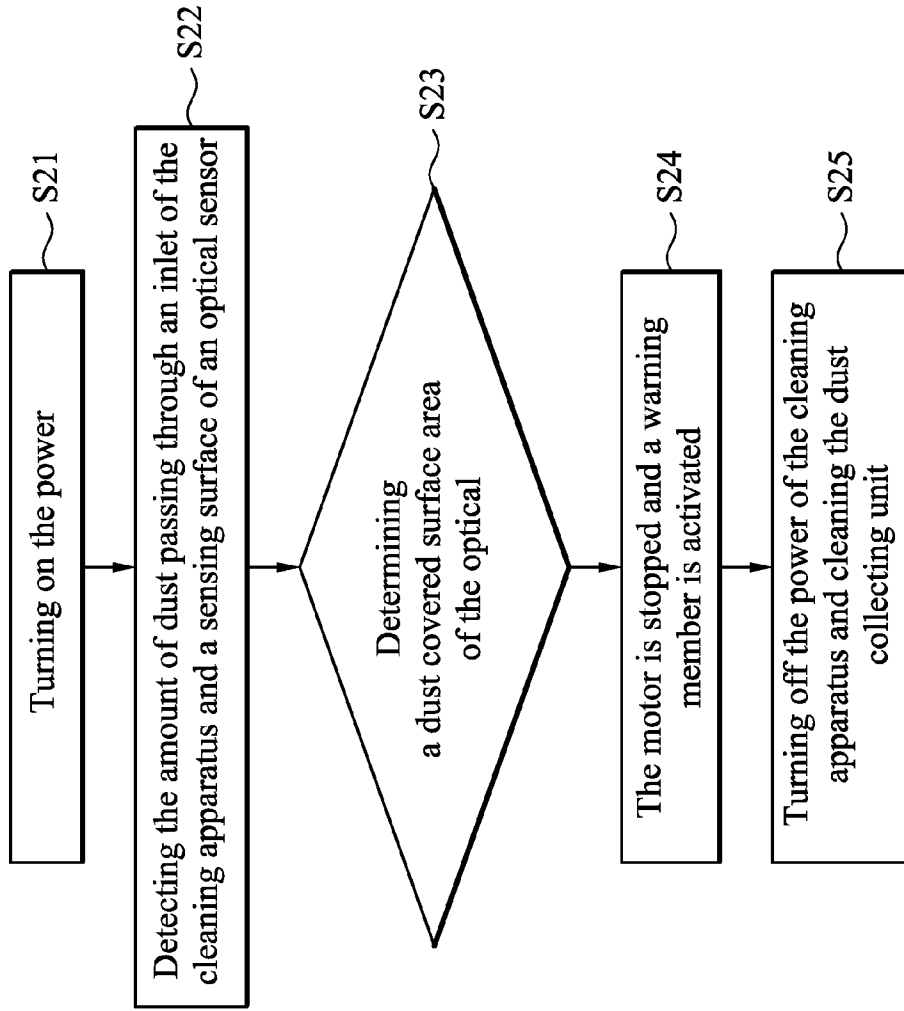 Turning on the power
S21
Detecting the amount of dust passing through an inlet of the
cleaning apparatus and a sensing surface of an optical sensor
S22
Determining
a dust covered surface area
of the optical
S23
The motor is stopped and a warning
member is activated
S24
Turning off the power of the cleaning
apparatus and cleaning the dust
collecting unit
S25